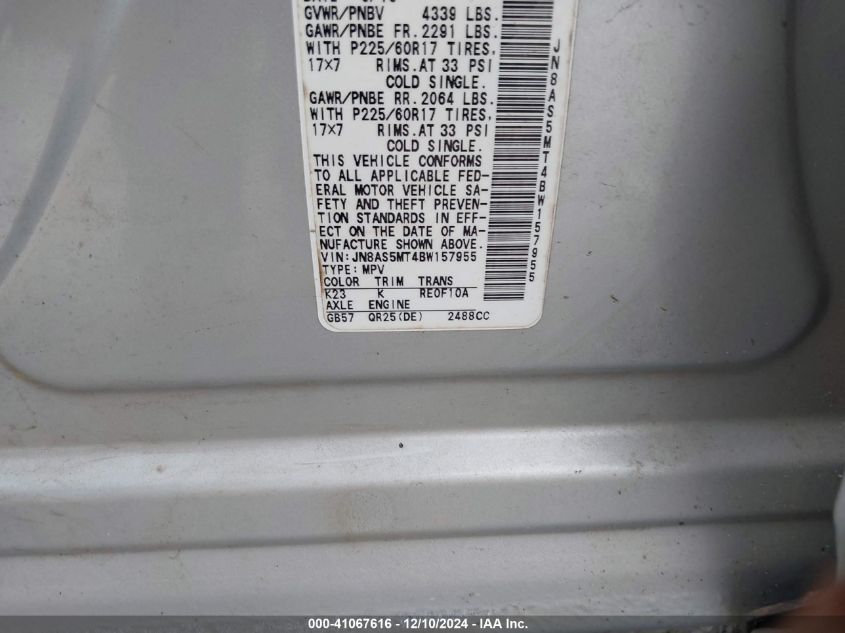 GVWR/PNBV 4339 LBS.
GAWR/PNBE FR. 2291 LBS.
WITH P225/60R17 TIRES,
17×7 RIMS.AT 33 PSI
COLD SINGLE.
GAWR/PNBE RR. 2064 LBS.
WITH P225/60R17 TIRES,
17×7 RIMS.AT 33 PSI
COLD SINGLE.
THIS VEHICLE CONFORMS
TO ALL APPLICABLE FED-
ERAL MOTOR VEHICLE SA-
FETY AND THEFT PREVEN-
TION STANDARDS IN EFF-
ECT ON THE DATE OF MA-
NUFACTURE SHOWN ABOVE.
VIN: JN8AS5MT4BW157955
TYPE: MPV
COLOR TRIM TRANS
K23 K RE0F10A
AXLE ENGINE
GB57 QR25(DE) 2488CC
JN8AS5MT4BW157955
000-41067616 - 12/10/2024 - IAA Inc.